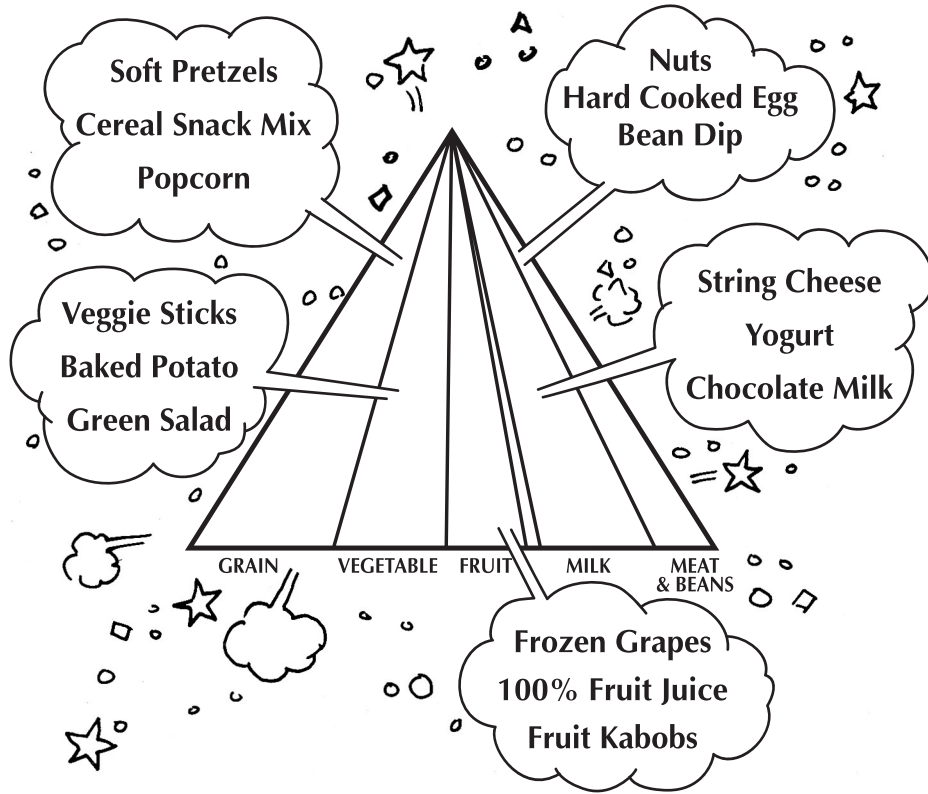 Soft Pretzels
Cereal Snack Mix
Popcorn
Nuts
Hard Cooked Egg
Bean Dip
Veggie Sticks
Baked Potato
Green Salad
String Cheese
Yogurt
Chocolate Milk
GRAIN
VEGETABLE
FRUIT
MILK
MEAT
& BEANS
Frozen Grapes
100% Fruit Juice
Fruit Kabobs